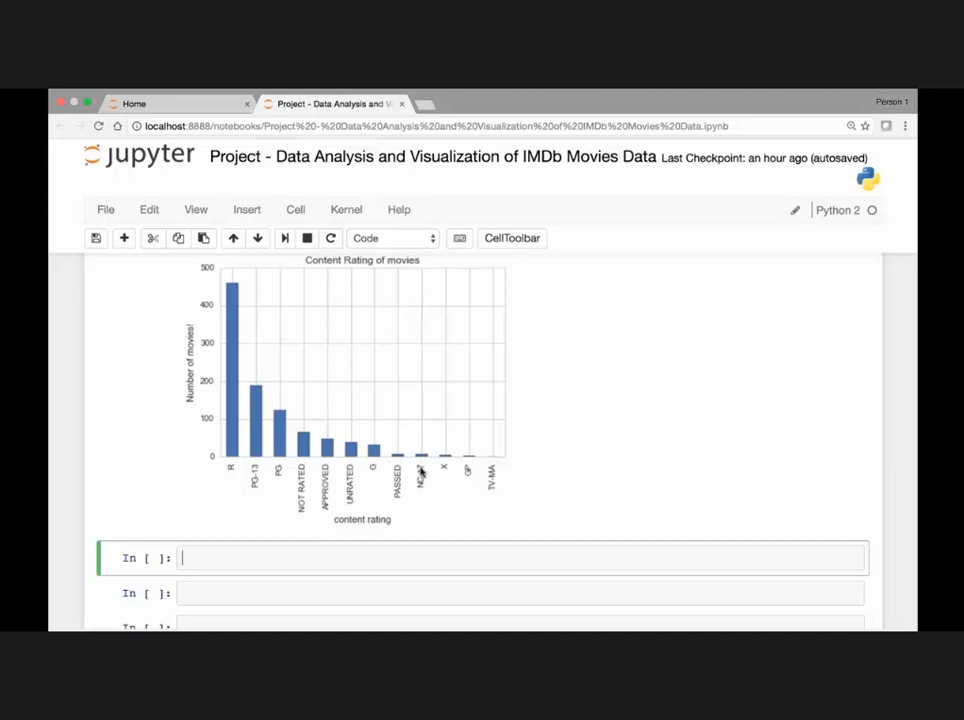 Home
Project - Data Analysis and Vi
Person 1
localhost:8888/notebooks/Project%20-%20Data%20Analysis%20and%20Visualization%20of%20IMDb%20Movies%20Data.ipynb
jupyter Project - Data Analysis and Visualization of IMDb Movies Data Last Checkpoint: an hour ago (autosaved)
File Edit View Insert Cell Kernel Help Python 2
Code CellToolbar
Content Rating of movies
Number of movies!
500
400
300
200
100
0
R
PG-13
PG
NOT RATED
APPROVED
UNRATED
G
PASSED
X
GP
TV-MA
content rating
In [ ]:
In [ ]:
In [ ]: